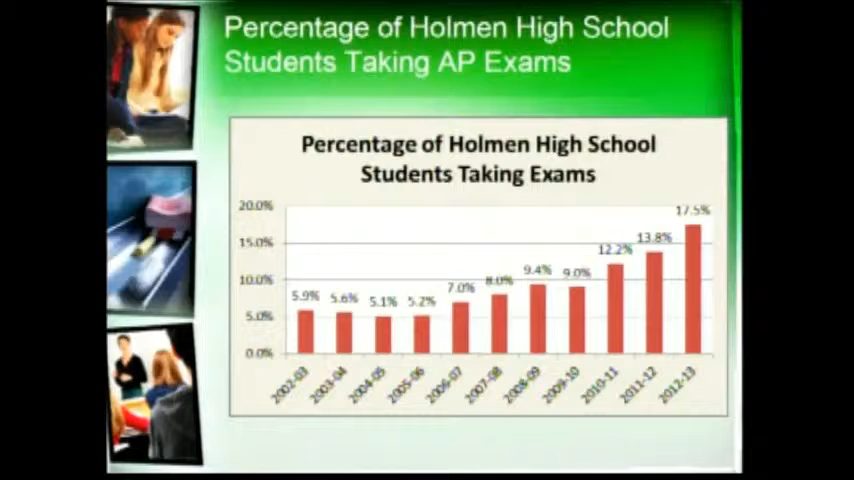 Percentage of Holmen High School
Students Taking AP Exams
Percentage of Holmen High School
Students Taking Exams
20.0%
15.0%
10.0%
5.0%
0.0%
5.9% 5.6% 5.1% 5.2% 7.0% 8.0% 9.4% 9.0% 12.2% 13.8% 17.5%
2002-03 2003-04 2004-05 2005-06 2006-07 2007-08 2008-09 2009-10 2010-11 2011-12 2012-13